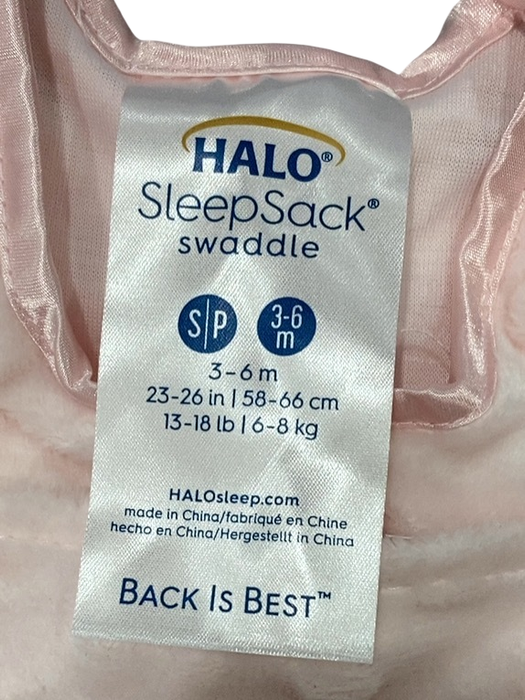 HALO®
SleepSack®
swaddle
S|P 3-6 m
3-6 m
23-26 in | 58-66 cm
13-18 lb | 6-8 kg
HALOsleep.com
made in China/fabriqué en Chine
hecho en China/Hergestellt in China
BACK IS BEST™